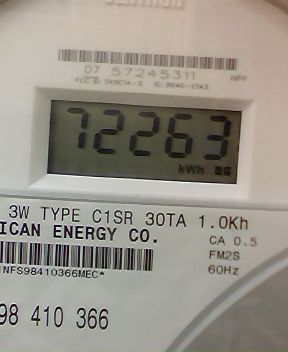 07 57245311 HPP
72263
kWh
3W TYPE C1SR 30TA 1.0Kh
ICAN ENERGY CO.
CA 0.5
FM2S
60Hz
NFS98410366MEC*
98 410 366